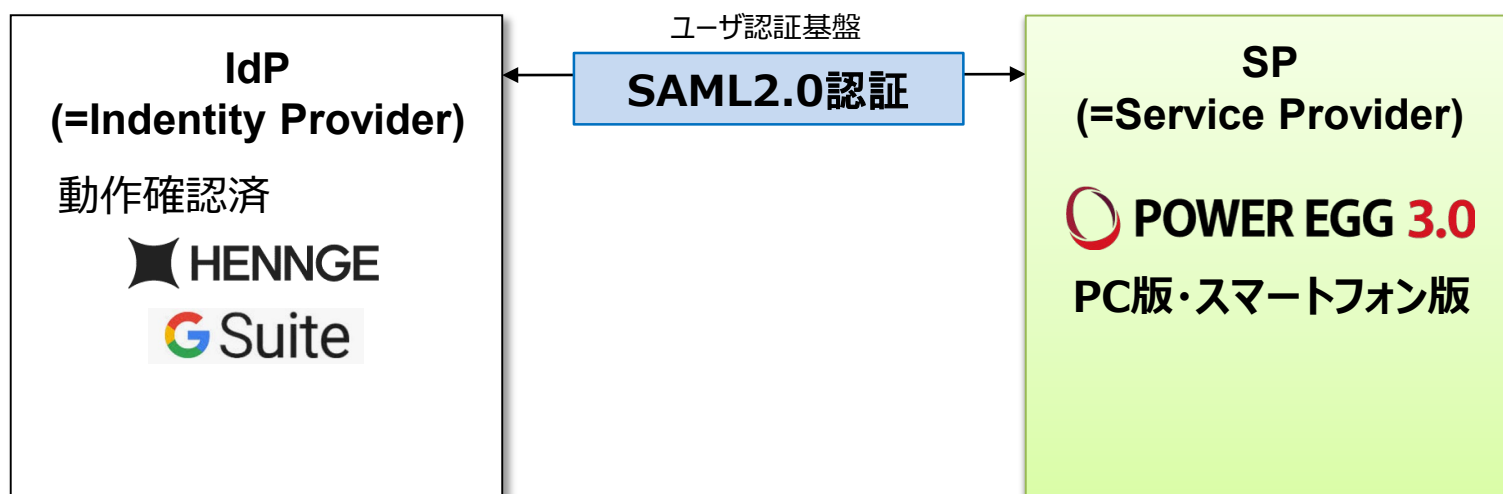 IdP
(=Indentity Provider)
動作確認済
HENNGE
G Suite
ユーザ認証基盤
SAML2.0認証
SP
(=Service Provider)
POWER EGG 3.0
PC版・スマートフォン版